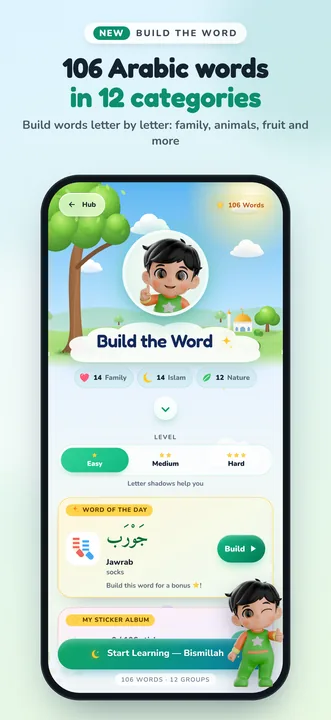 NEW BUILD THE WORD
106 Arabic words
in 12 categories
Build words letter by letter: family, animals, fruit and
more
← Hub
106 Words
Build the Word
14 Family
14 Islam
12 Nature
LEVEL
Easy
Medium
Hard
Letter shadows help you
WORD OF THE DAY
جَوْرَب
Jawrab
socks
Build this word for a bonus ⭐!
Build
MY STICKER ALBUM
Start Learning — Bismillah
106 WORDS · 12 GROUPS